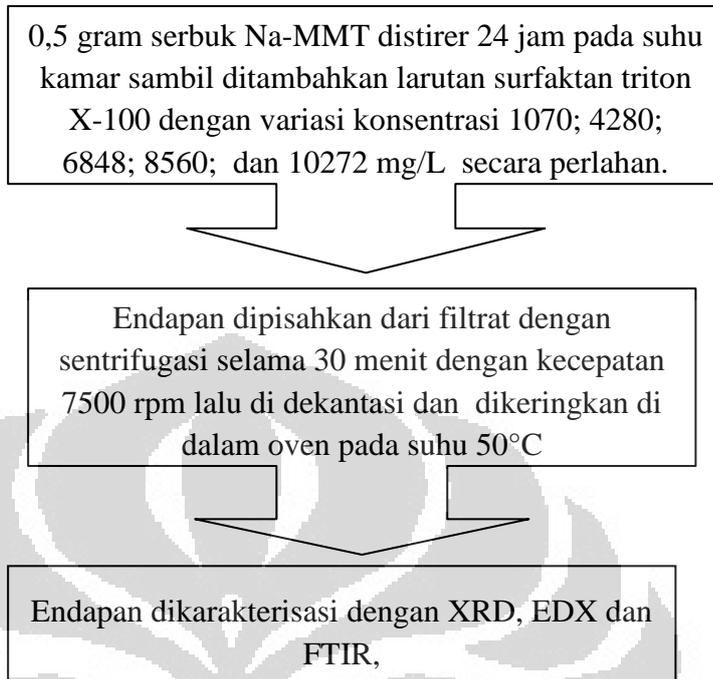 0,5 gram serbuk Na-MMT distirer 24 jam pada suhu
kamar sambil ditambahkan larutan surfaktan triton
X-100 dengan variasi konsentrasi 1070; 4280;
6848; 8560; dan 10272 mg/L secara perlahan.
Endapan dipisahkan dari filtrat dengan
sentrifugasi selama 30 menit dengan kecepatan
7500 rpm lalu di dekantasi dan dikeringkan di
dalam oven pada suhu 50°C
Endapan dikarakterisasi dengan XRD, EDX dan
FTIR,